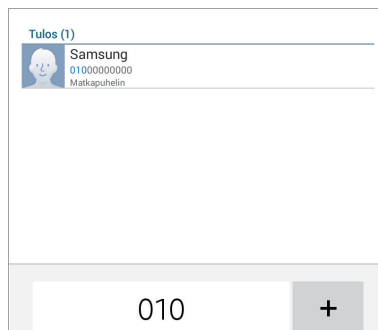 Tulos (1)
Samsung
01000000000
Matkapuhelin
010
+